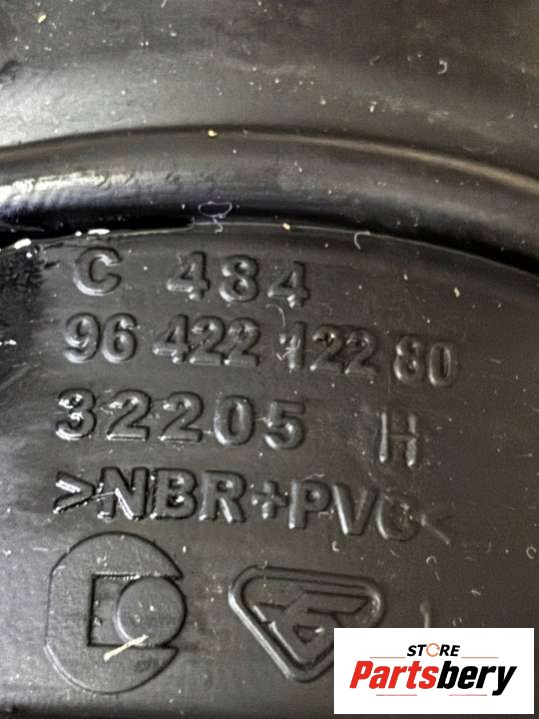 C 484
96 422 122 80
32205 H
>NBR+PVC<
STORE
Partsbery